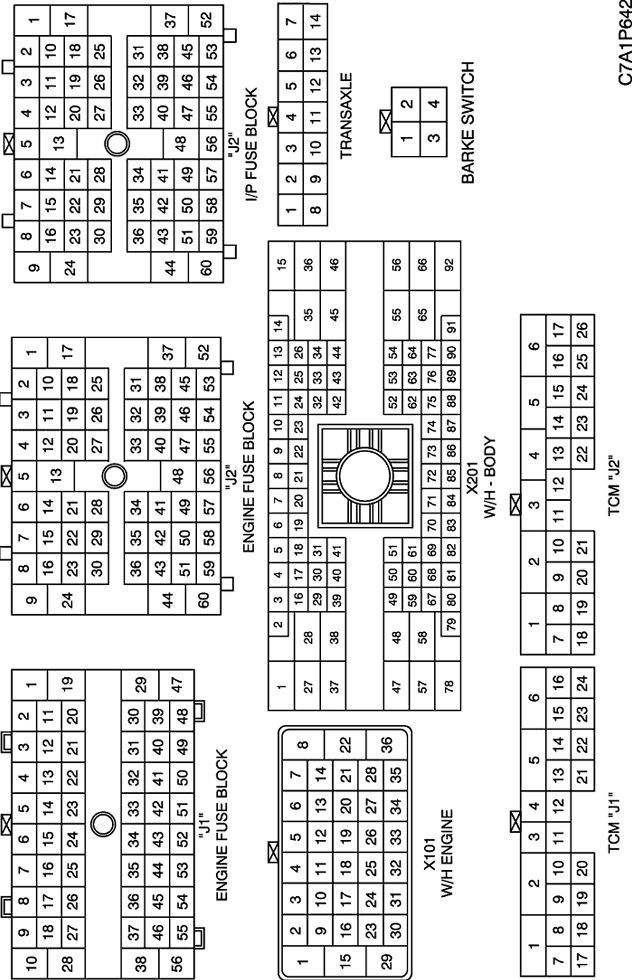 10 9 8 7 6 5 4 3 2 1
28 18 17 16 15 14 13 12 11 19
27 26 25 24 23 22 21 20
38 37 36 35 34 33 32 31 30 29
46 45 44 43 42 41 40 39
56 55 54 53 52 51 50 49 48 47
"J1"
ENGINE FUSE BLOCK
9 8 7 6 5 4 3 2 1
24 16 15 14 13 12 11 10 17
23 22 21 20 19 18
30 29 28 27 26 25
36 35 34 33 32 31
44 43 42 41 40 39 38 37
51 50 49 48 47 46 45
60 59 58 57 56 55 54 53 52
"J2"
ENGINE FUSE BLOCK
9 8 7 6 5 4 3 2 1
24 16 15 14 13 12 11 10 17
23 22 21 20 19 18
30 29 28 27 26 25
36 35 34 33 32 31
44 43 42 41 40 39 38 37
51 50 49 48 47 46 45
60 59 58 57 56 55 54 53 52
"J2"
I/P FUSE BLOCK
1 2 3 4 5 6 7 8
9 10 11 12 13 14
15 16 17 18 19 20 21 22
23 24 25 26 27 28
29 30 31 32 33 34 35 36
X101
W/H ENGINE
1 2 3 4 5 6 7 8 9 10 11 12 13 14 15
16 17 18 19 20 21 22 23 24 25 26
27 28 29 30 31 32 33 34 35 36
37 38 39 40 41 42 43 44 45 46
47 48 49 50 51 52 53 54 55 56
57 58 59 60 61 62 63 64 65 66
67 68 69 70 71 72 73 74 75 76 77
78 79 80 81 82 83 84 85 86 87 88 89 90 91 92
X201
W/H - BODY
1 2 3 4 5 6 7
8 9 10 11 12 13 14
TRANSAXLE
1 2
3 4
BARKE SWITCH
1 2 3 4 5 6
7 8 9 10 11 12 13 14 15 16
17 18 19 20 21 22 23 24
TCM "J1"
1 2 3 4 5 6
7 8 9 10 11 12 13 14 15 16 17
18 19 20 21 22 23 24 25 26
TCM "J2"
C7A1P642